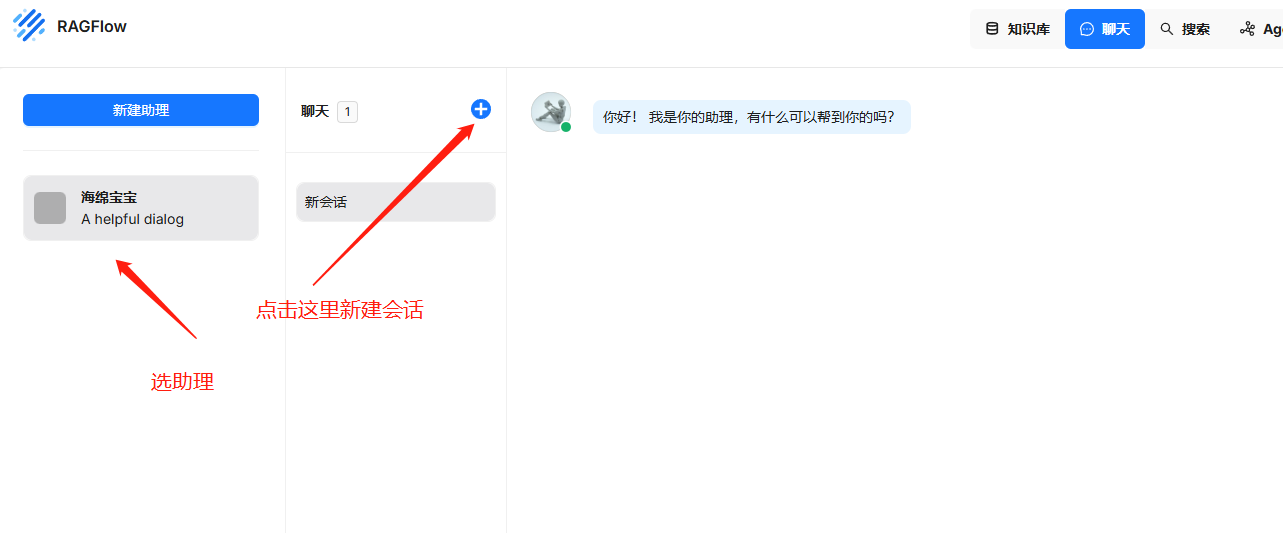 RAGFlow
知识库
聊天
搜索
新建助理
聊天 1
你好！ 我是你的助理，有什么可以帮到你的吗？
海绵宝宝
A helpful dialog
新会话
点击这里新建会话
选助理